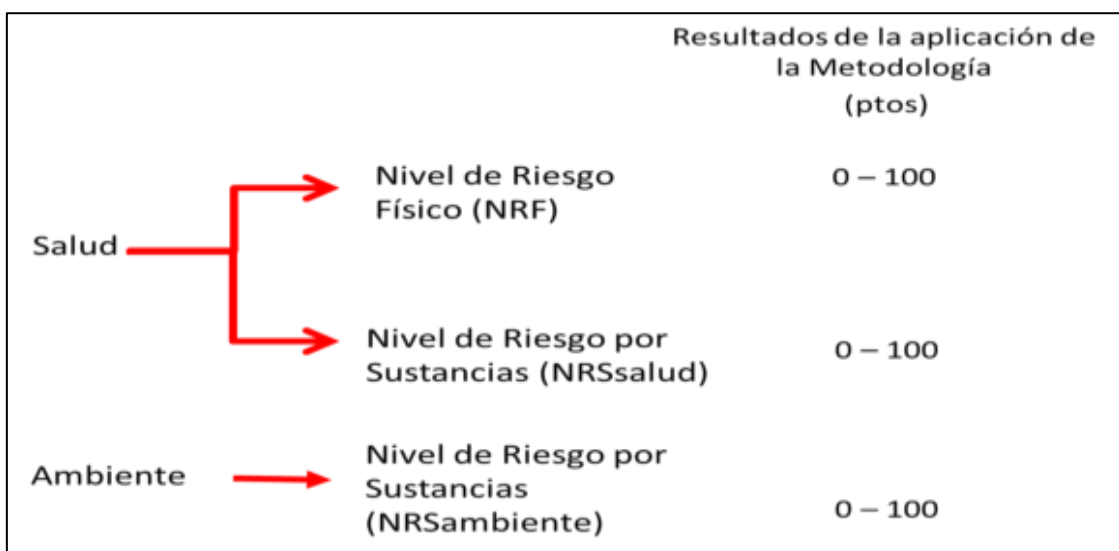 Resultados de la aplicación de
la Metodología
(ptos)
Salud
Nivel de Riesgo
Físico (NRF)
0 – 100
Nivel de Riesgo por
Sustancias (NRSsalud)
0 – 100
Ambiente
Nivel de Riesgo por
Sustancias
(NRSambiente)
0 – 100